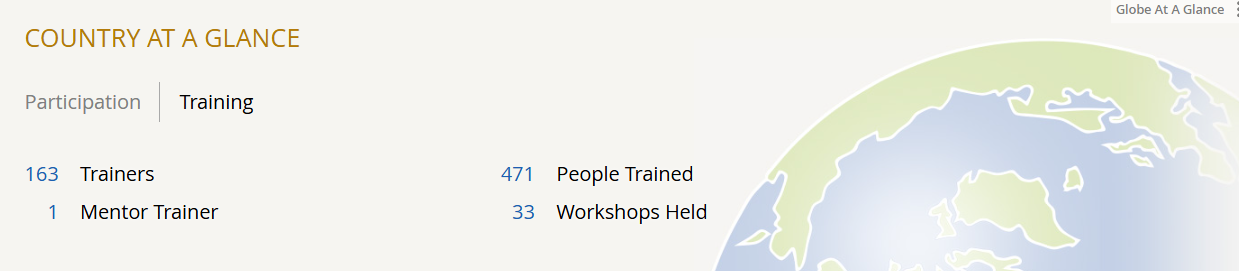 Globe At A Glance
COUNTRY AT A GLANCE
Participation Training
163 Trainers 471 People Trained
1 Mentor Trainer 33 Workshops Held